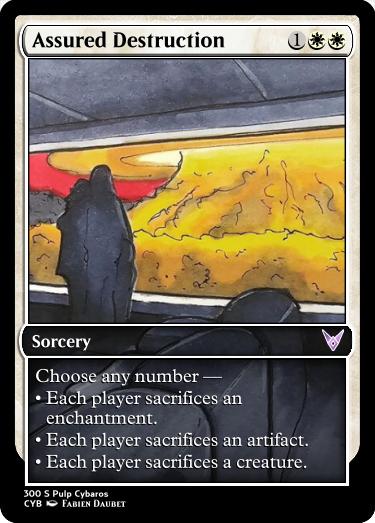 Assured Destruction 1
Sorcery
Choose any number —
• Each player sacrifices an
enchantment.
• Each player sacrifices an artifact.
• Each player sacrifices a creature.
300 S Pulp Cybaros
CYB Fabien Daubet